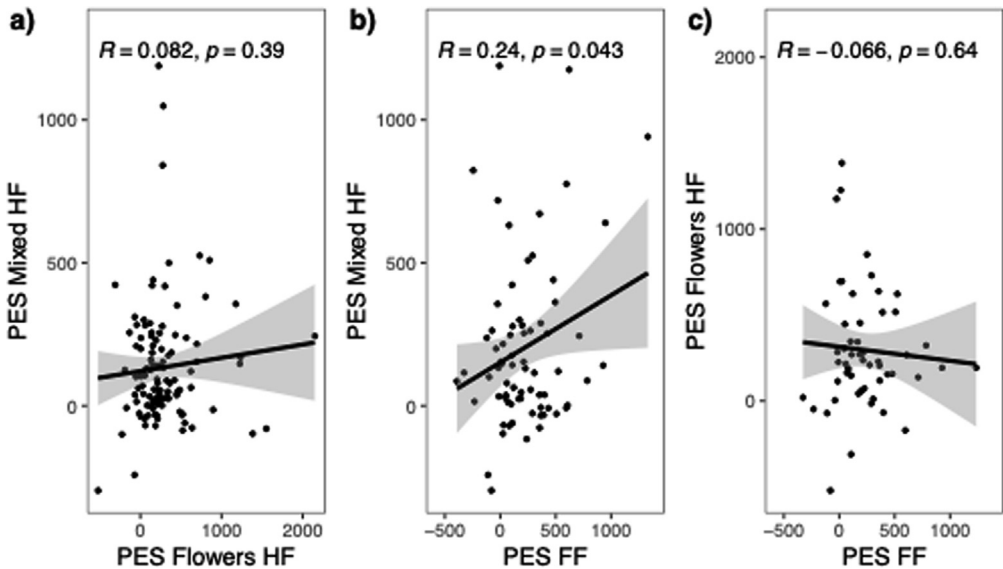 a)
R = 0.082, p = 0.39
PES Mixed HF
1000
500
0
0
1000
2000
PES Flowers HF
b)
R = 0.24, p = 0.043
PES Mixed HF
1000
500
0
−500
0
500
1000
PES FF
c)
R = −0.066, p = 0.64
PES Flowers HF
2000
1000
0
−500
0
500
1000
PES FF